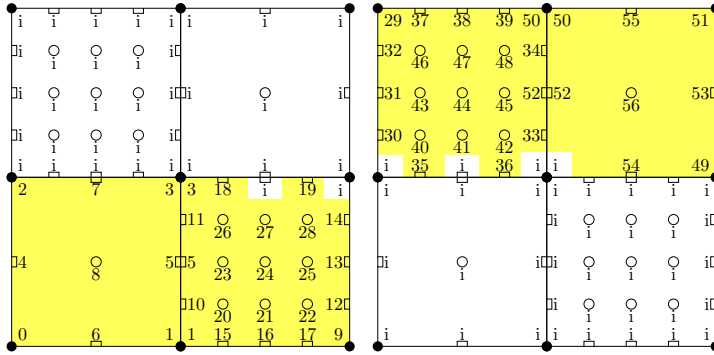 i i i i i i i i 29 37 38 39 50 50 55 51
i i 32 34
i i i 46 47 48
i i i i 31 52 52 53
i i i i 43 44 45 56
i i 30 33
i i i 40 41 42
i i i i i i i i i 35 i 36 i i 54 49
2 7 3 3 18 i 19 i i i i i i i i i
11 14 i i
26 27 28 i i i
4 5 5 13 i i i i
8 23 24 25 i i i i
10 12 i i
20 21 22 i i i
0 6 1 1 15 16 17 9 i i i i i i i i